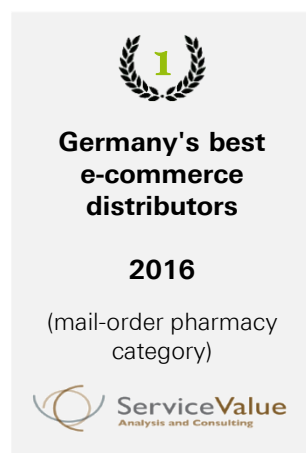 1
Germany's best
e-commerce
distributors
2016
(mail-order pharmacy
category)
ServiceValue
Analysis and Consulting